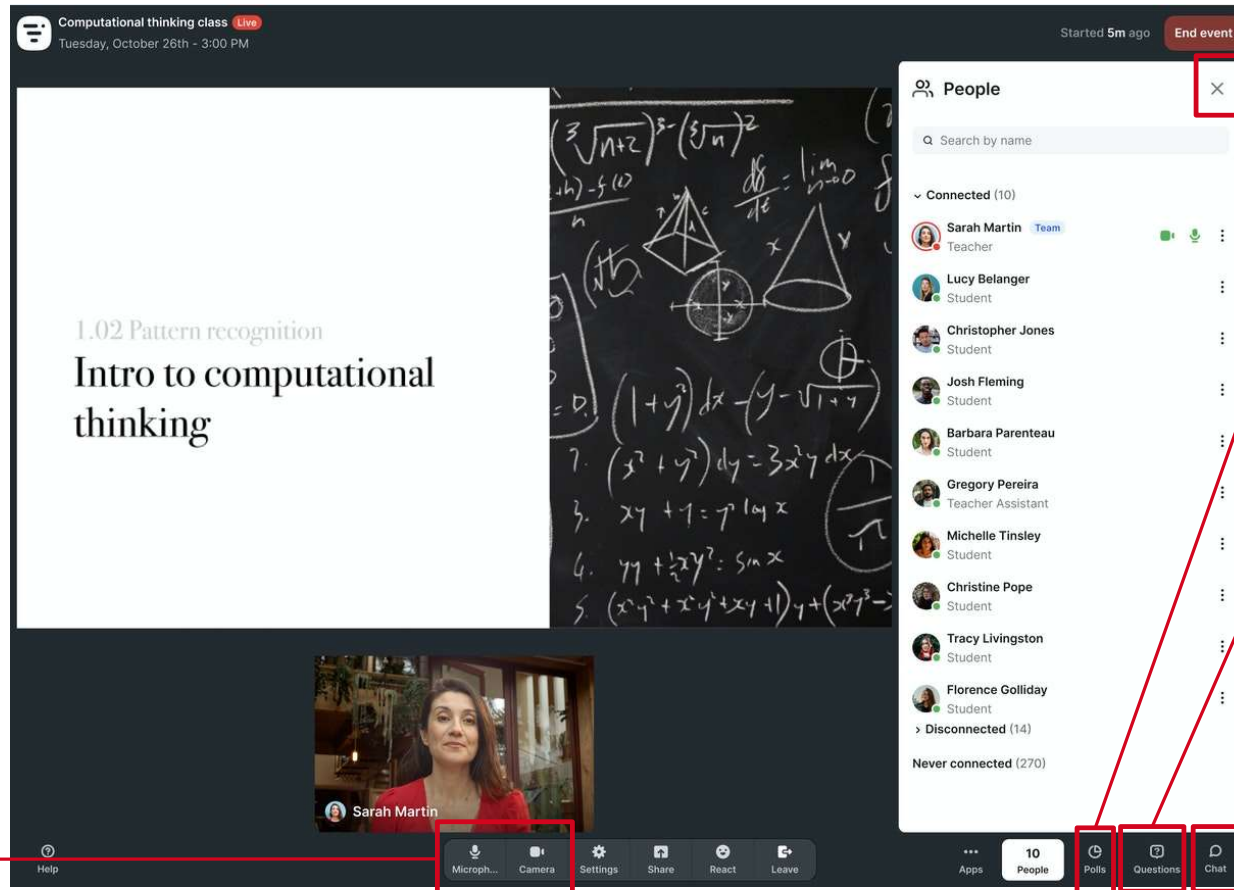 Computational thinking class Live
Tuesday, October 26th - 3:00 PM
Started 5m ago
End event
1.02 Pattern recognition
Intro to computational
thinking
Sarah Martin
People
Search by name
Connected (10)
Sarah Martin Team
Teacher
Lucy Belanger
Student
Christopher Jones
Student
Josh Fleming
Student
Barbara Parenteau
Student
Gregory Pereira
Teacher Assistant
Michelle Tinsley
Student
Christine Pope
Student
Tracy Livingston
Student
Florence Golliday
Student
Disconnected (14)
Never connected (270)
Help
Microph... Camera Settings Share React Leave
Apps
10
People
Polls
Questions
Chat